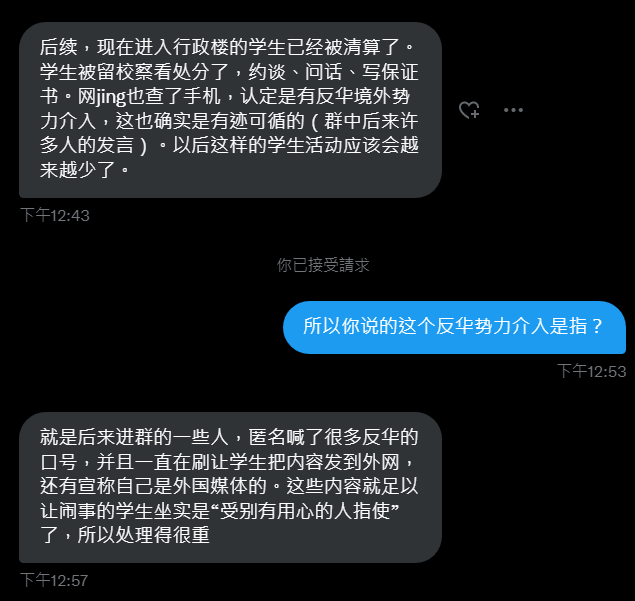 后续，现在进入行政楼的学生已经被清算了。
学生被留校察看处分了，约谈、问话、写保证
书。网jing也查了手机，认定是有反华境外势
力介入，这也确实是有迹可循的（群中后来许
多人的发言）。以后这样的学生活动应该会越
来越少了。
下午12:43
你已接受請求
所以你说的这个反华势力介入是指？
下午12:53
就是后来进群的一些人，匿名喊了很多反华的
口号，并且一直在刷让学生把内容发到外网，
还有宣称自己是外国媒体的。这些内容就足以
让闹事的学生坐实是“受别有用心的人指使”
了，所以处理得很重
下午12:57